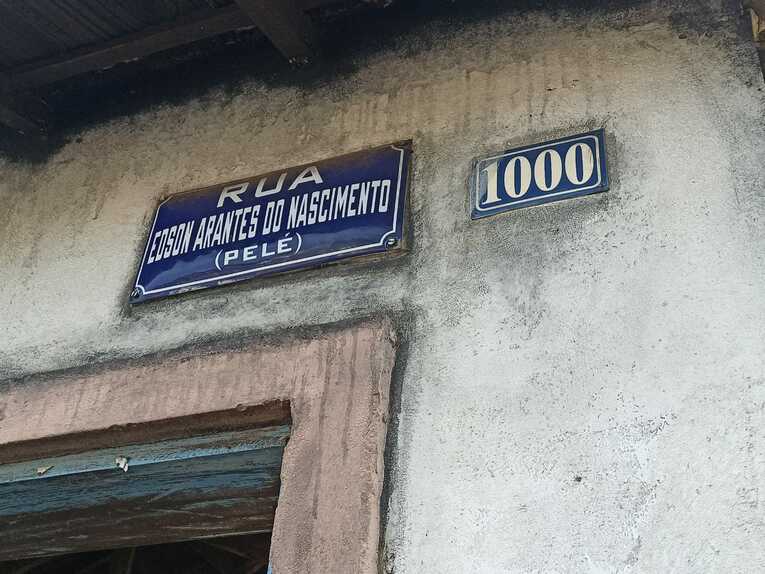 RUA
EDSON ARANTES DO NASCIMENTO
(PELÉ)
1000